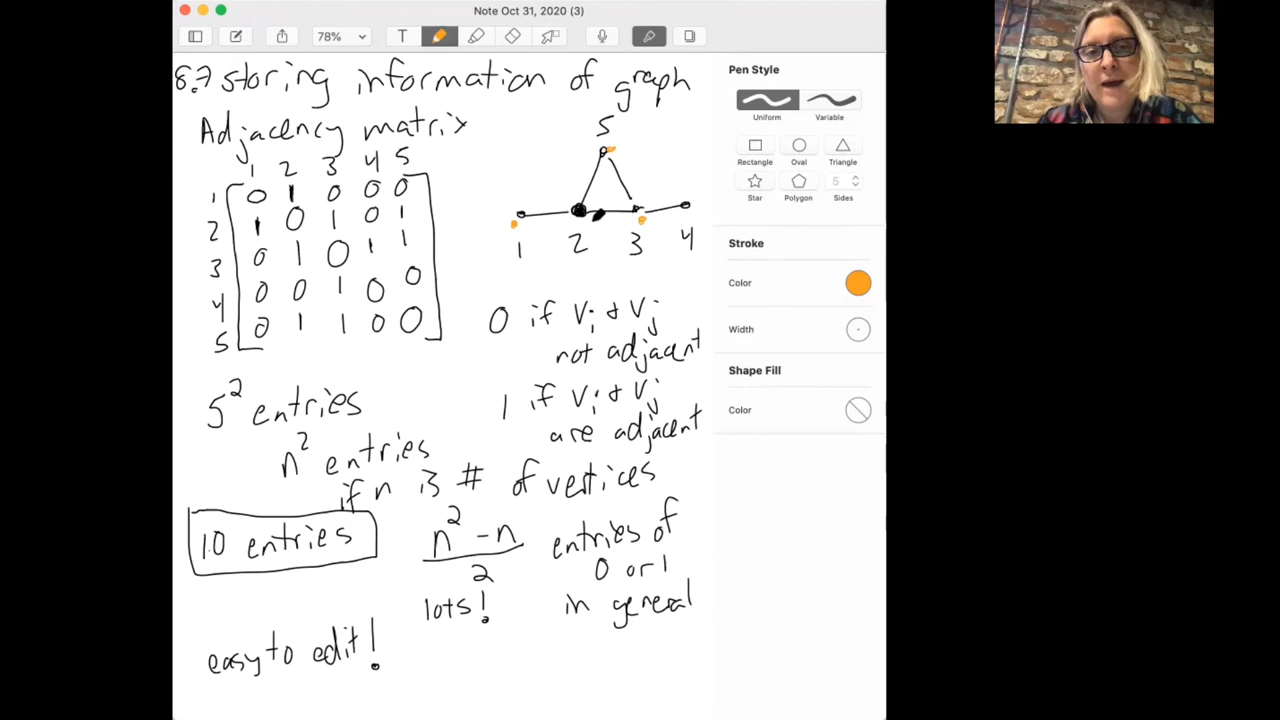 Note Oct 31, 2020 (3)
78%
T
8.7 storing information of graph
Adjacency matrix
1 2 3 4 5
1 0 1 0 0 0
2 1 0 1 0 1
3 0 1 0 1 1
4 0 0 1 0 0
5 0 1 1 0 0
5
1 2 3 4
0 if Vi + Vj
not adjacent
1 if Vi + Vj
are adjacent
5² entries
n² entries
if n is # of vertices
10 entries
n² - n
2
entries of
0 or 1
in general
lots!
easy to edit!
Pen Style
Uniform Variable
Rectangle Oval Triangle
5
Star Polygon Sides
Stroke
Color
Width
Shape Fill
Color